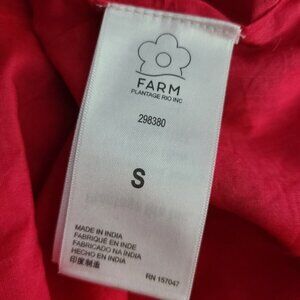 FARM
PLANTAGE RIO INC
298380
S
MADE IN INDIA
FABRIQUÉ EN INDE
FABRICADO NA ÍNDIA
HECHO EN INDIA
印度制造
RN 157047